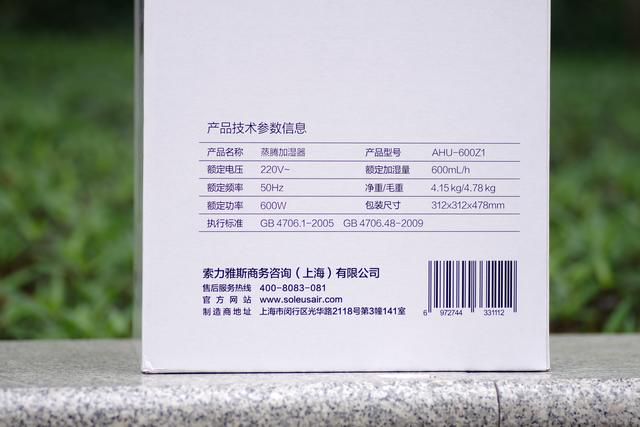 产品技术参数信息
产品名称 蒸腾加湿器 产品型号 AHU-600Z1
额定电压 220V~ 额定加湿量 600mL/h
额定频率 50Hz 净重/毛重 4.15kg/4.78kg
额定功率 600W 包装尺寸 312x312x478mm
执行标准 GB 4706.1-2005 GB 4706.48-2009
索力雅斯商务咨询（上海）有限公司
售后服务热线 400-8083-081
官方网站 www.soleusair.com
制造商地址 上海市闵行区光华路2118号第3幢141室
6 972744 331112